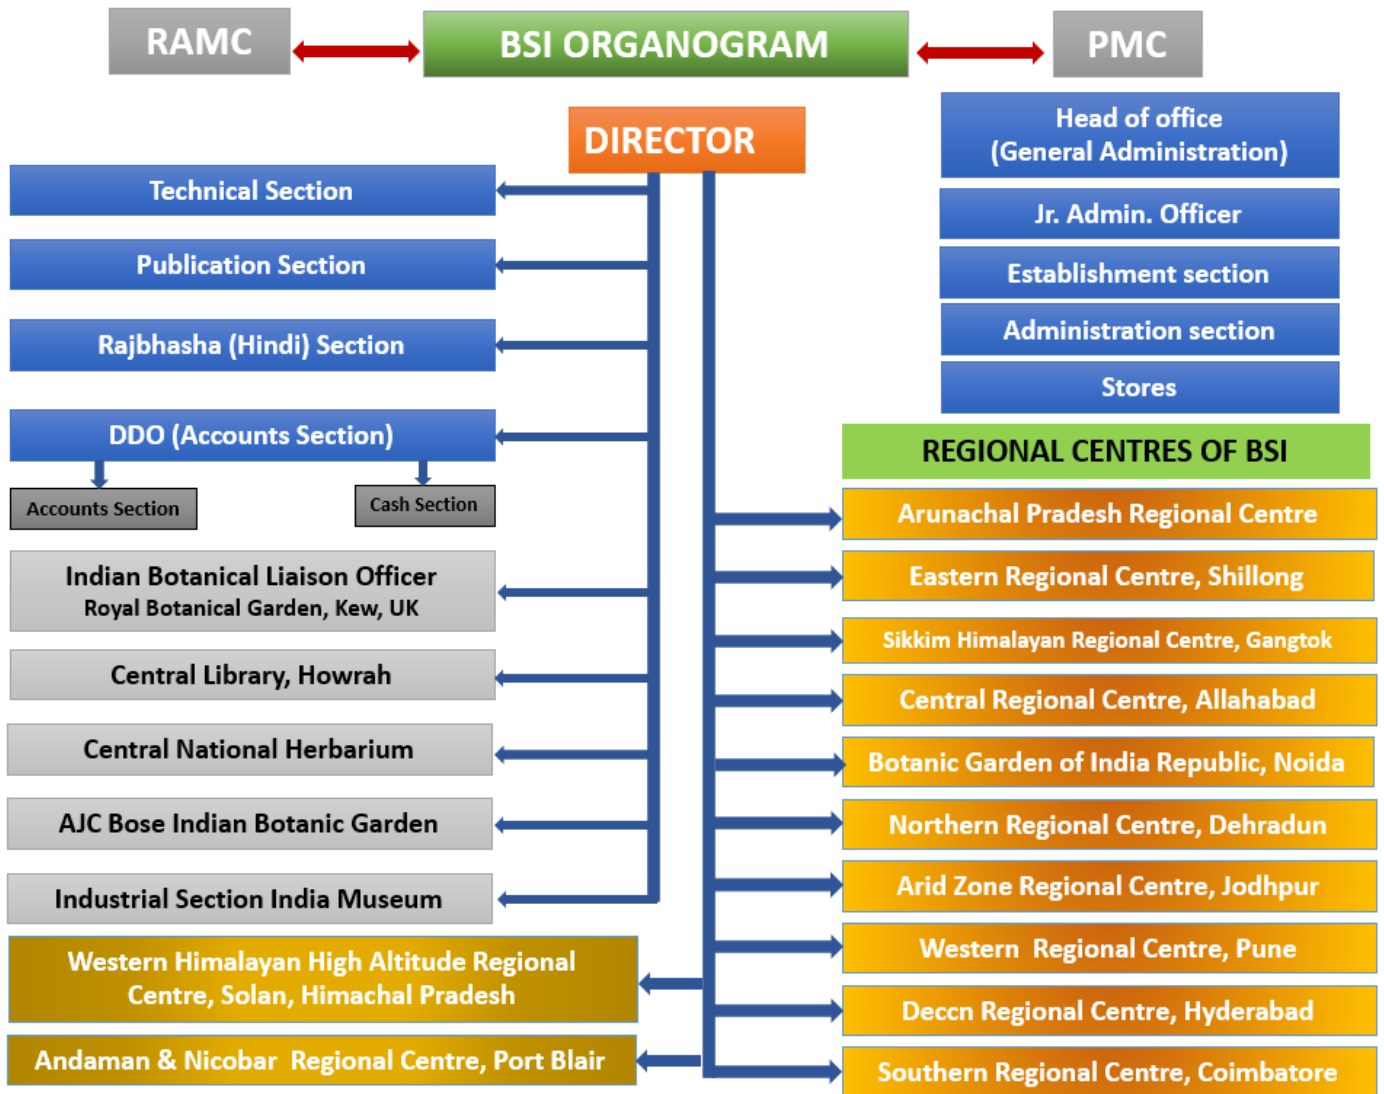 RAMC
BSI ORGANOGRAM
PMC
DIRECTOR
Technical Section
Publication Section
Rajbhasha (Hindi) Section
DDO (Accounts Section)
Accounts Section
Cash Section
Indian Botanical Liaison Officer
Royal Botanical Garden, Kew, UK
Central Library, Howrah
Central National Herbarium
AJC Bose Indian Botanic Garden
Industrial Section India Museum
Western Himalayan High Altitude Regional
Centre, Solan, Himachal Pradesh
Andaman & Nicobar Regional Centre, Port Blair
Head of office
(General Administration)
Jr. Admin. Officer
Establishment section
Administration section
Stores
REGIONAL CENTRES OF BSI
Arunachal Pradesh Regional Centre
Eastern Regional Centre, Shillong
Sikkim Himalayan Regional Centre, Gangtok
Central Regional Centre, Allahabad
Botanic Garden of India Republic, Noida
Northern Regional Centre, Dehradun
Arid Zone Regional Centre, Jodhpur
Western Regional Centre, Pune
Deccn Regional Centre, Hyderabad
Southern Regional Centre, Coimbatore